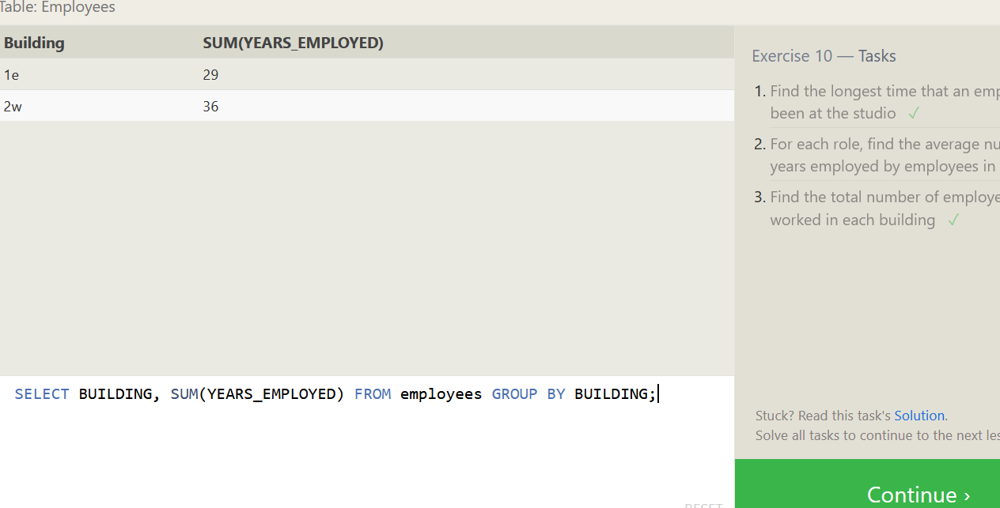 Table: Employees
Building SUM(YEARS_EMPLOYED)
1e 29
2w 36
SELECT BUILDING, SUM(YEARS_EMPLOYED) FROM employees GROUP BY BUILDING;
RESET
Exercise 10 — Tasks
1. Find the longest time that an emp
been at the studio ✓
2. For each role, find the average nu
years employed by employees in
3. Find the total number of employe
worked in each building ✓
Stuck? Read this task's Solution.
Solve all tasks to continue to the next les
Continue ›